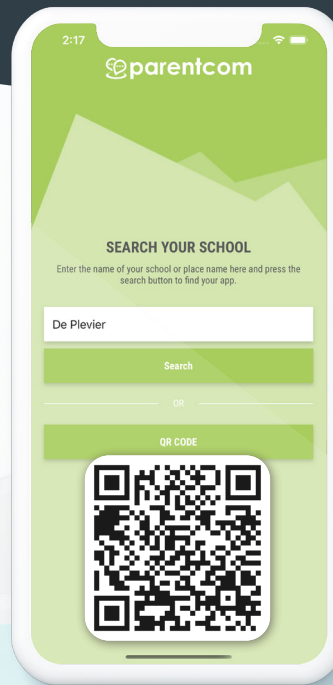 2:17
parentcom
SEARCH YOUR SCHOOL
Enter the name of your school or place name here and press the
search button to find your app.
De Plevier
Search
OR
QR CODE